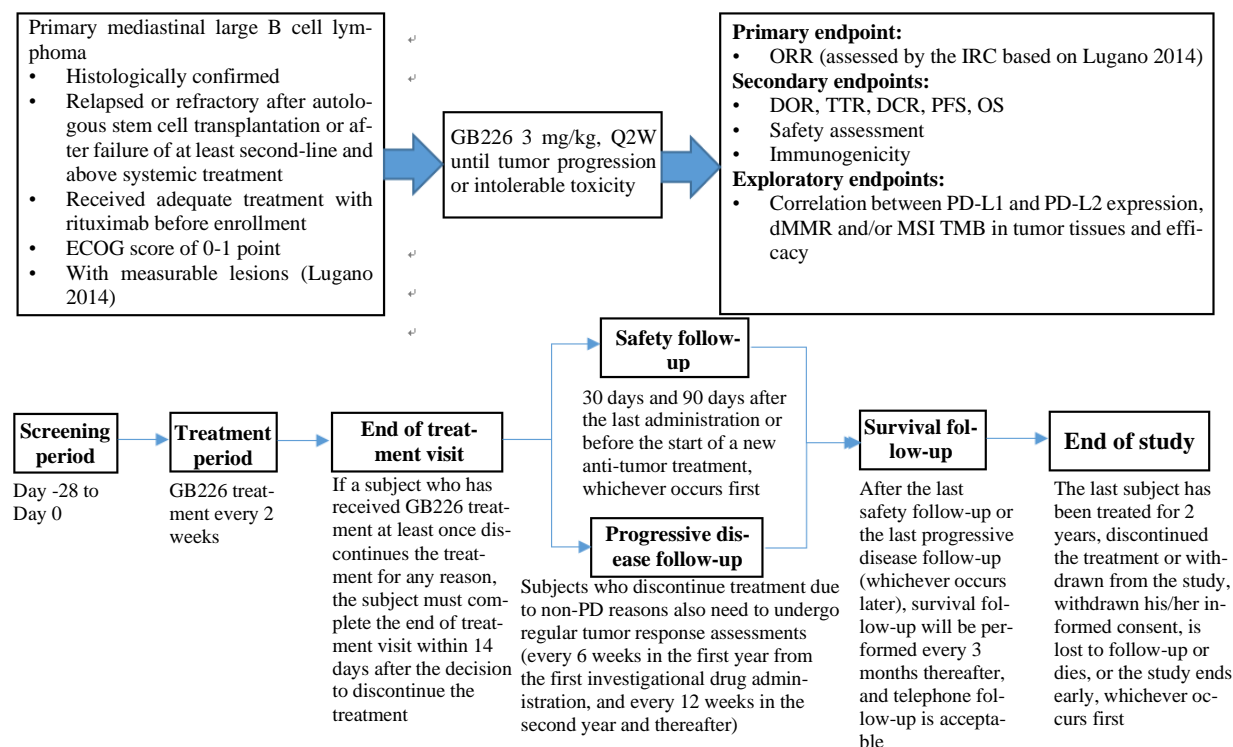 Primary mediastinal large B cell lym-
phoma
• Histologically confirmed
• Relapsed or refractory after autolo-
gous stem cell transplantation or af-
ter failure of at least second-line and
above systemic treatment
• Received adequate treatment with
rituximab before enrollment
• ECOG score of 0-1 point
• With measurable lesions (Lugano
2014)
GB226 3 mg/kg, Q2W
until tumor progression
or intolerable toxicity
Primary endpoint:
• ORR (assessed by the IRC based on Lugano 2014)
Secondary endpoints:
• DOR, TTR, DCR, PFS, OS
• Safety assessment
• Immunogenicity
Exploratory endpoints:
• Correlation between PD-L1 and PD-L2 expression,
dMMR and/or MSI TMB in tumor tissues and effi-
cacy
Screening
period
Day -28 to
Day 0
Treatment
period
GB226 treat-
ment every 2
weeks
End of treat-
ment visit
If a subject who has
received GB226 treat-
ment at least once dis-
continues the treat-
ment for any reason,
the subject must com-
plete the end of treat-
ment visit within 14
days after the decision
to discontinue the
treatment
Safety follow-
up
30 days and 90 days after
the last administration or
before the start of a new
anti-tumor treatment,
whichever occurs first
Progressive dis-
ease follow-up
Subjects who discontinue treatment due
to non-PD reasons also need to undergo
regular tumor response assessments
(every 6 weeks in the first year from
the first investigational drug admin-
istration, and every 12 weeks in the
second year and thereafter)
Survival fol-
low-up
After the last
safety follow-up or
the last progressive
disease follow-up
(whichever occurs
later), survival fol-
low-up will be per-
formed every 3
months thereafter,
and telephone fol-
low-up is accepta-
ble
End of study
The last subject has
been treated for 2
years, discontinued
the treatment or with-
drawn from the study,
withdrawn his/her in-
formed consent, is
lost to follow-up or
dies, or the study ends
early, whichever oc-
curs first